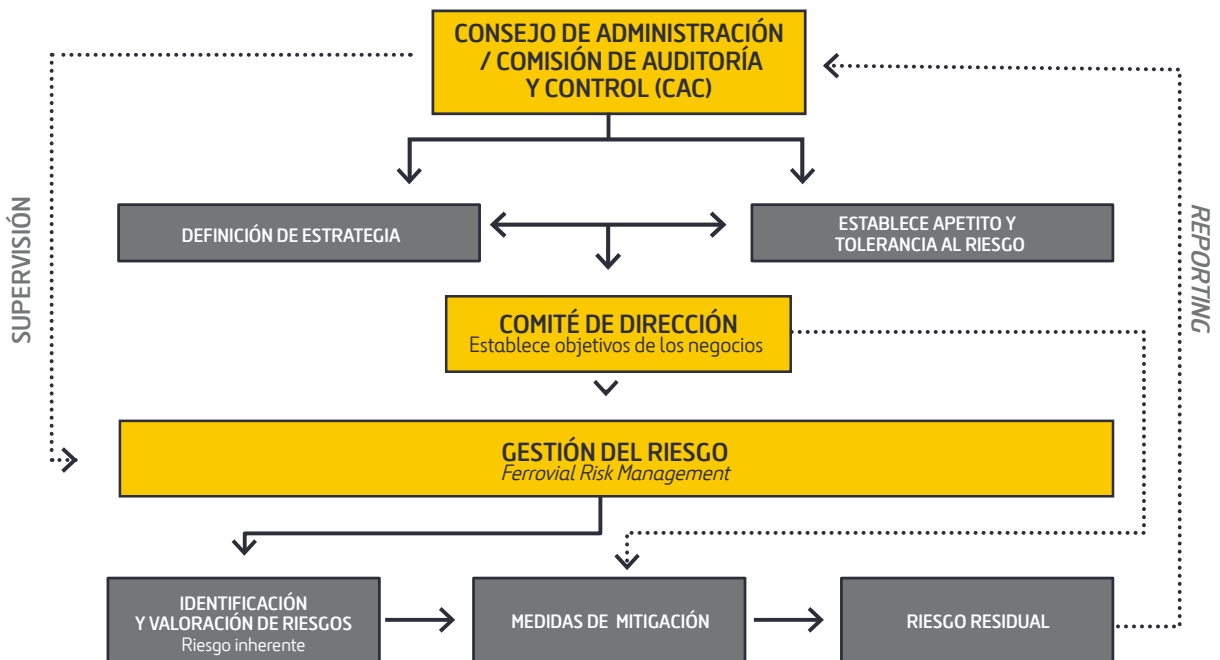 CONSEJO DE ADMINISTRACIÓN
/ COMISIÓN DE AUDITORÍA
Y CONTROL (CAC)
SUPERVISIÓN
REPORTING
DEFINICIÓN DE ESTRATEGIA
ESTABLECE APETITO Y
TOLERANCIA AL RIESGO
COMITÉ DE DIRECCIÓN
Establece objetivos de los negocios
GESTIÓN DEL RIESGO
Ferrovial Risk Management
IDENTIFICACIÓN
Y VALORACIÓN DE RIESGOS
Riesgo inherente
MEDIDAS DE MITIGACIÓN
RIESGO RESIDUAL